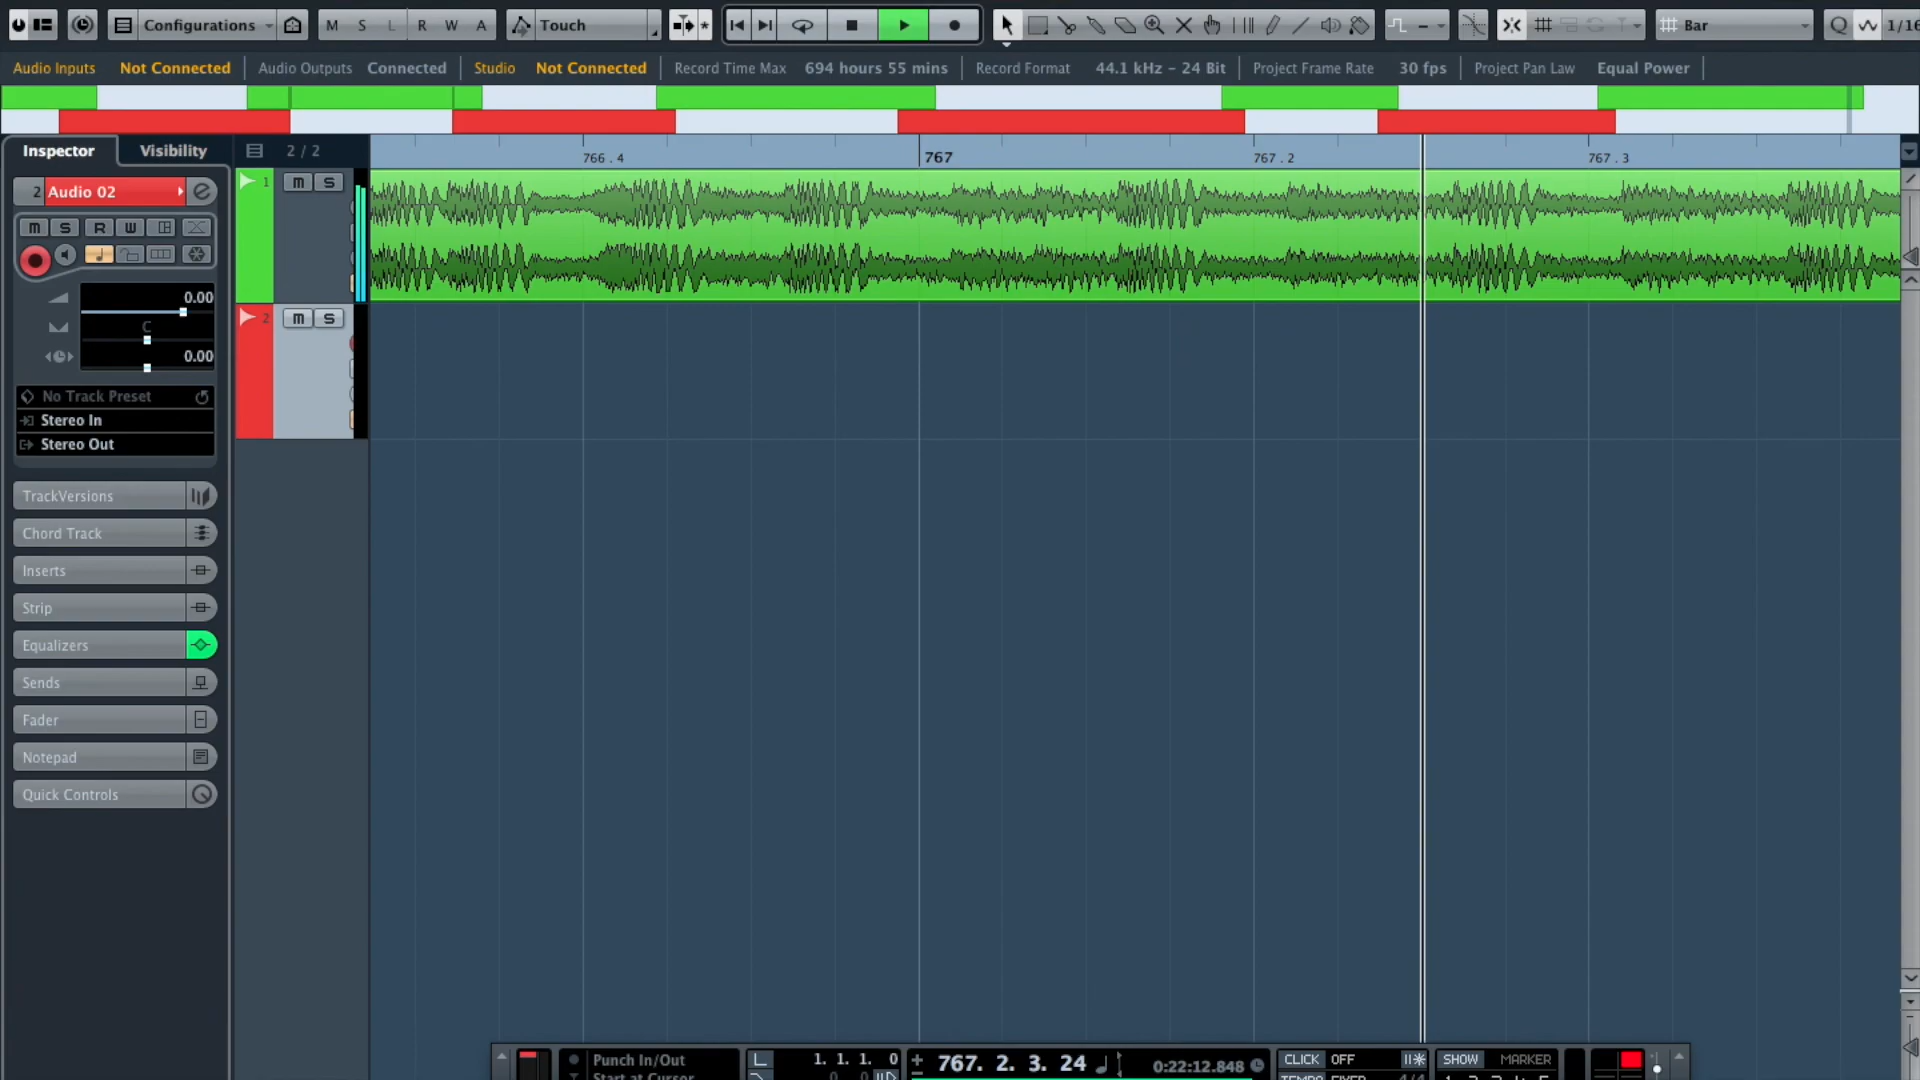 Configurations M S L R W A Touch Bar 1/16
Audio Inputs Not Connected Audio Outputs Connected Studio Not Connected Record Time Max 694 hours 55 mins Record Format 44.1 kHz - 24 Bit Project Frame Rate 30 fps Project Pan Law Equal Power
Inspector Visibility 2 / 2 766.4 767 767.2 767.3
2 Audio 02
1 m S
m S R W
0.00
2 m S
C
0.00
No Track Preset
Stereo In
Stereo Out
TrackVersions
Chord Track
Inserts
Strip
Equalizers
Sends
Fader
Notepad
Quick Controls
Punch In/Out 1. 1. 1. 0 767. 2. 3. 24 0:22:12.848 CLICK OFF SHOW MARKER
Start at Cursor